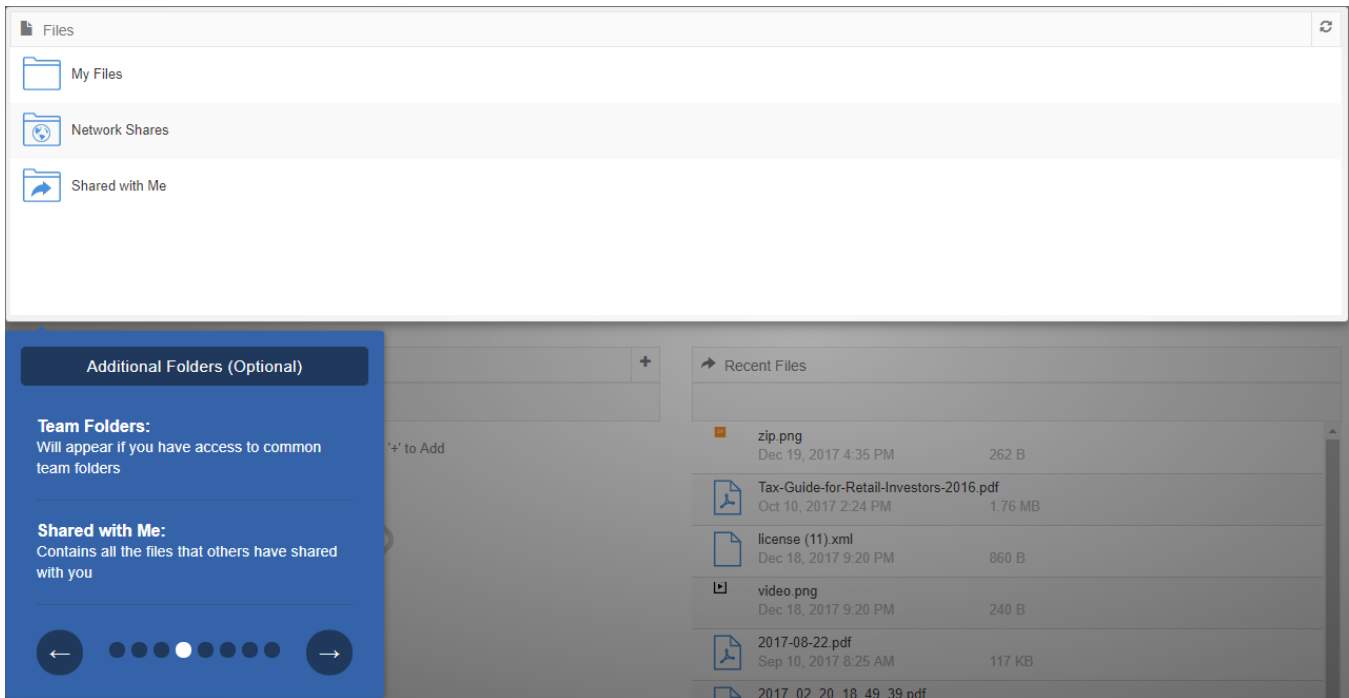 Files
My Files
Network Shares
Shared with Me
Additional Folders (Optional)
Team Folders:
Will appear if you have access to common
team folders
Shared with Me:
Contains all the files that others have shared
with you
'+' to Add
Recent Files
zip.png
Dec 19, 2017 4:35 PM 262 B
Tax-Guide-for-Retail-Investors-2016.pdf
Oct 10, 2017 2:24 PM 1.76 MB
license (11).xml
Dec 18, 2017 9:20 PM 860 B
video.png
Dec 18, 2017 9:20 PM 240 B
2017-08-22.pdf
Sep 10, 2017 8:25 AM 117 KB
2017_02_20_18_49_39.pdf